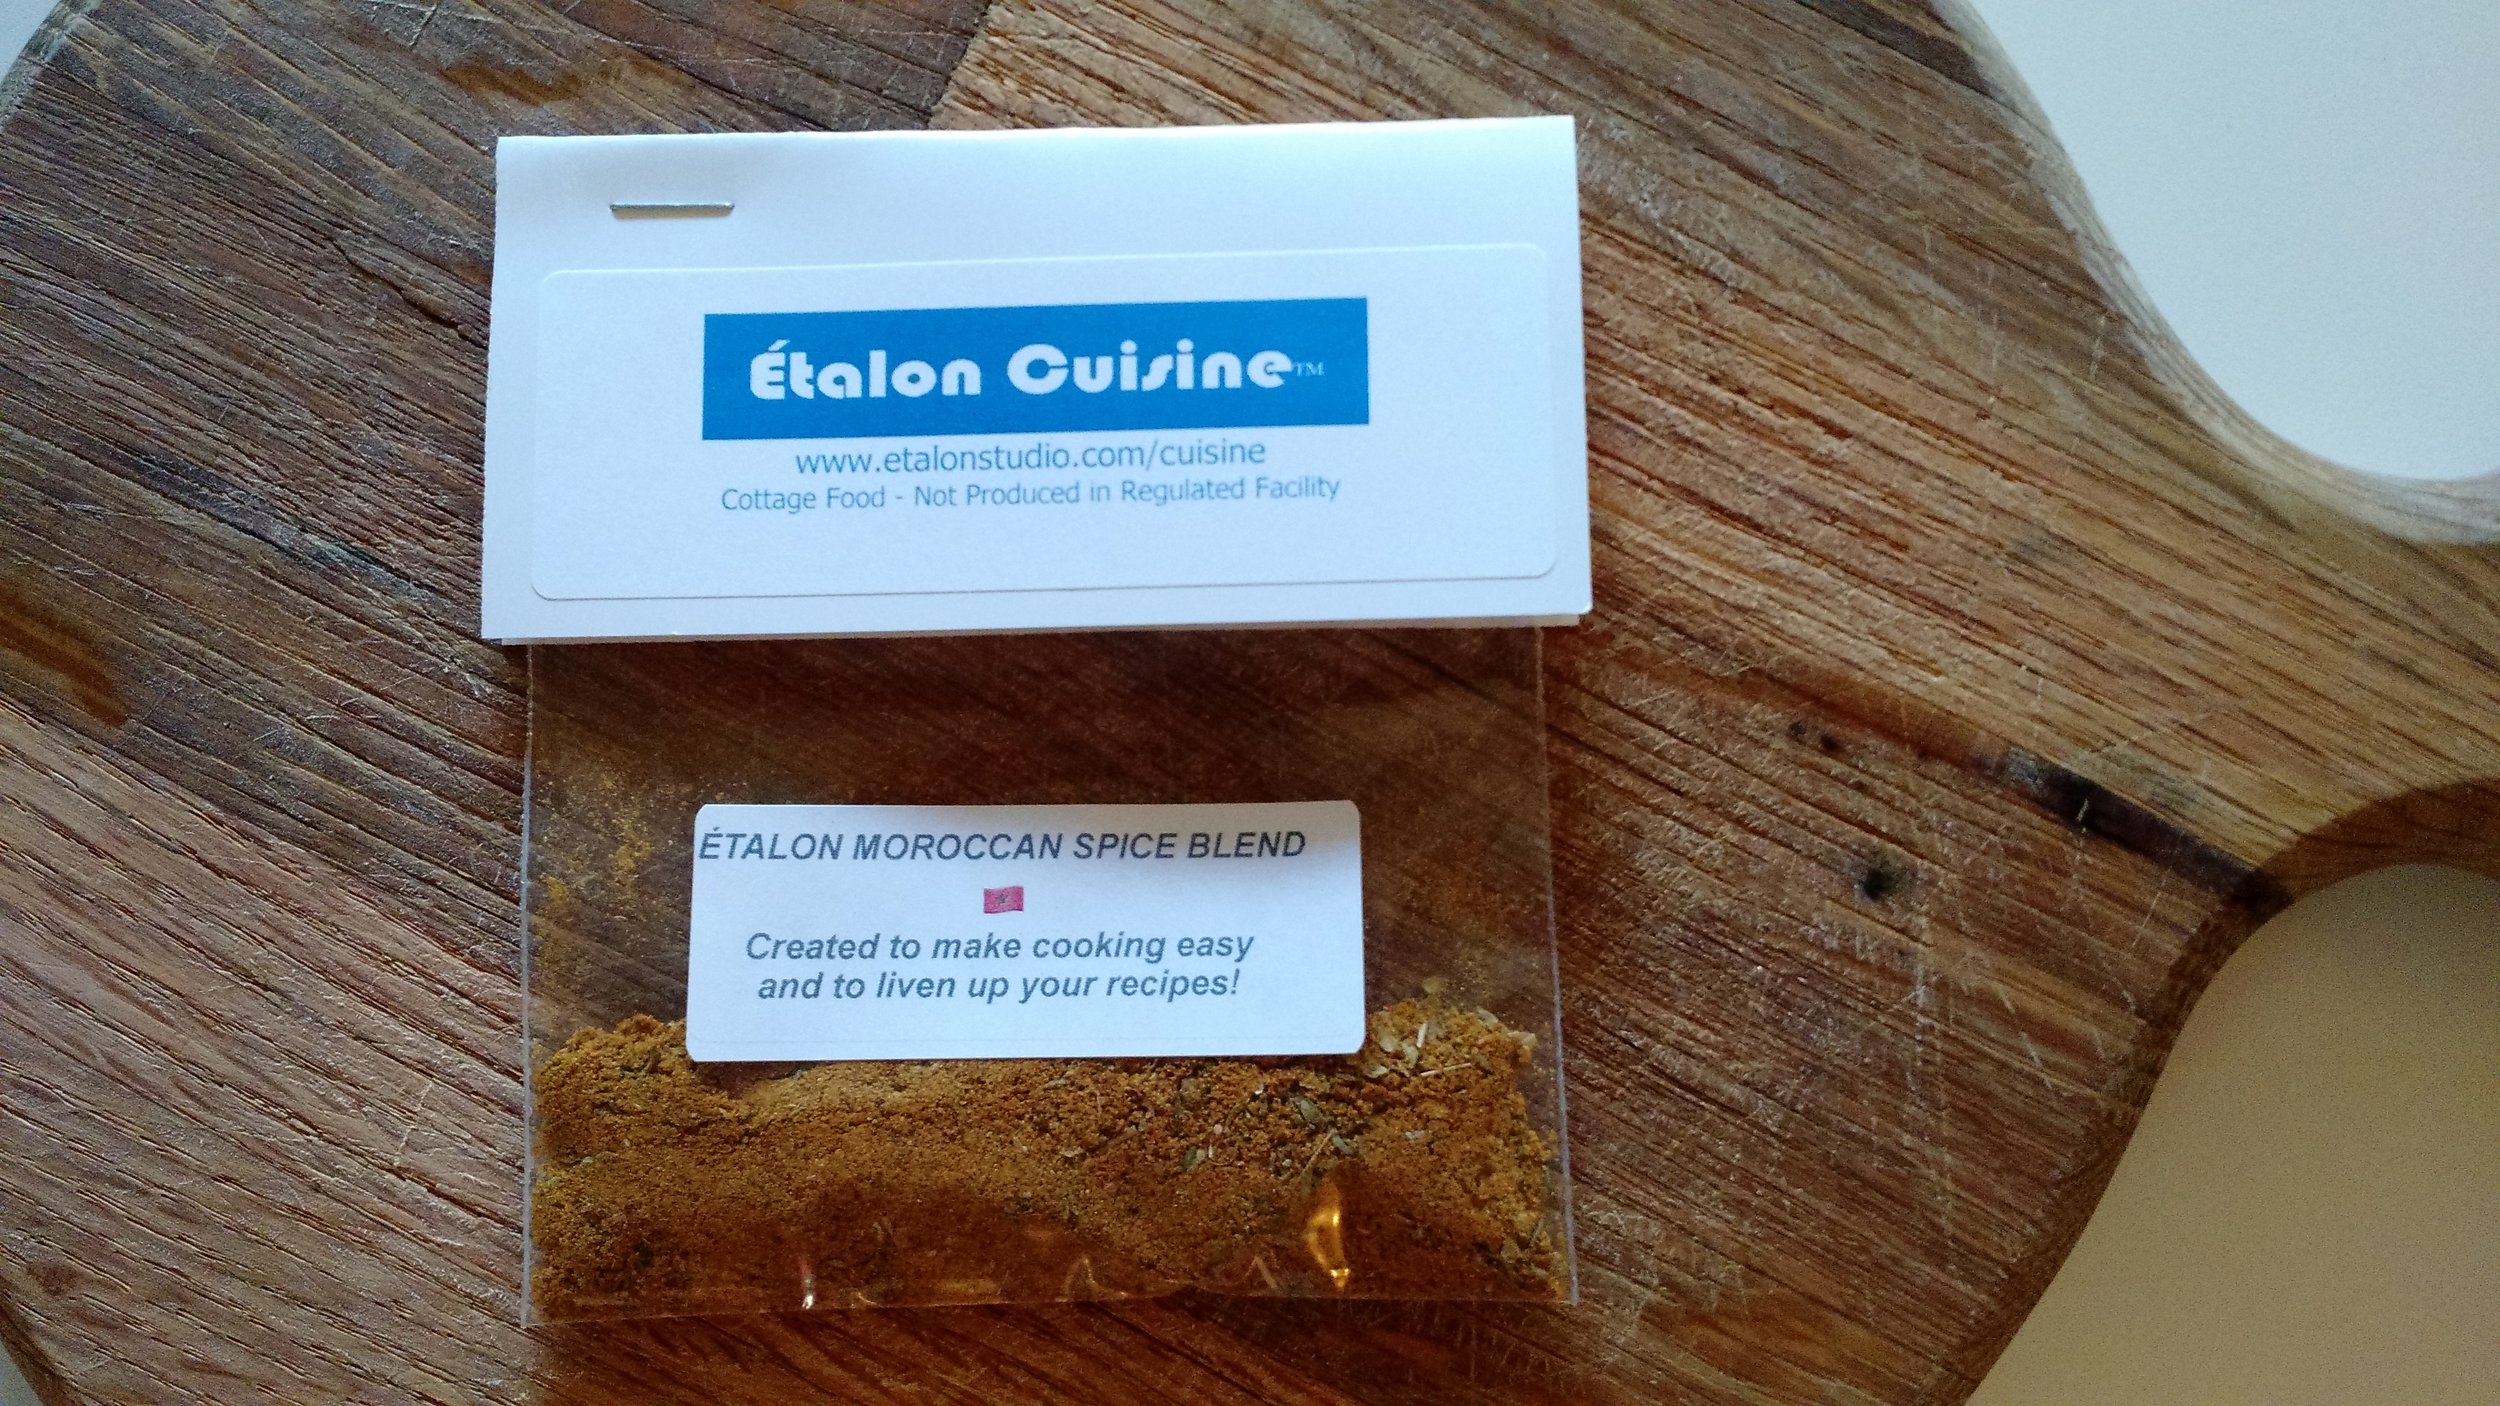 Étalon Cuisine™
www.etalonstudio.com/cuisine
Cottage Food - Not Produced in Regulated Facility
ÉTALON MOROCCAN SPICE BLEND
Created to make cooking easy
and to liven up your recipes!